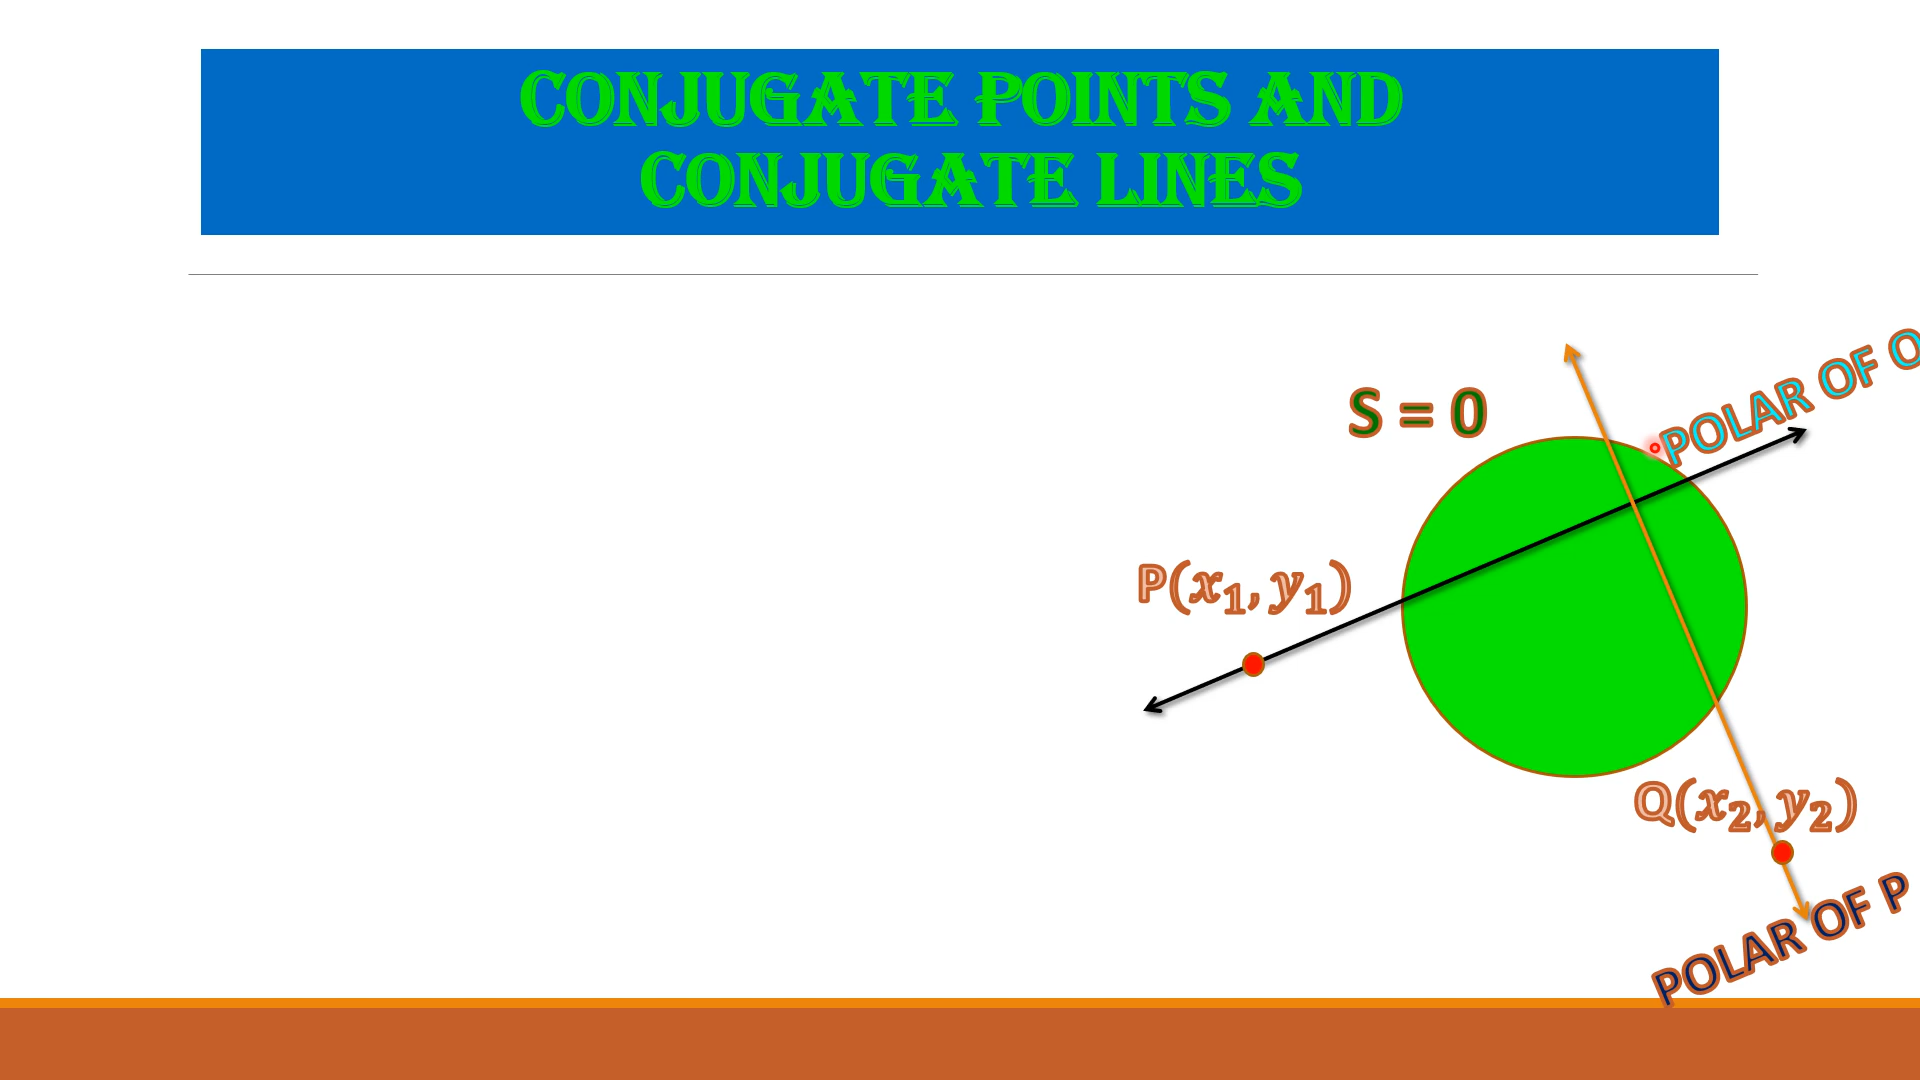 CONJUGATE POINTS AND
CONJUGATE LINES
POLAR OF
S = 0
P(x₁, y₁)
Q(x₂, y₂)
POLAR OF P